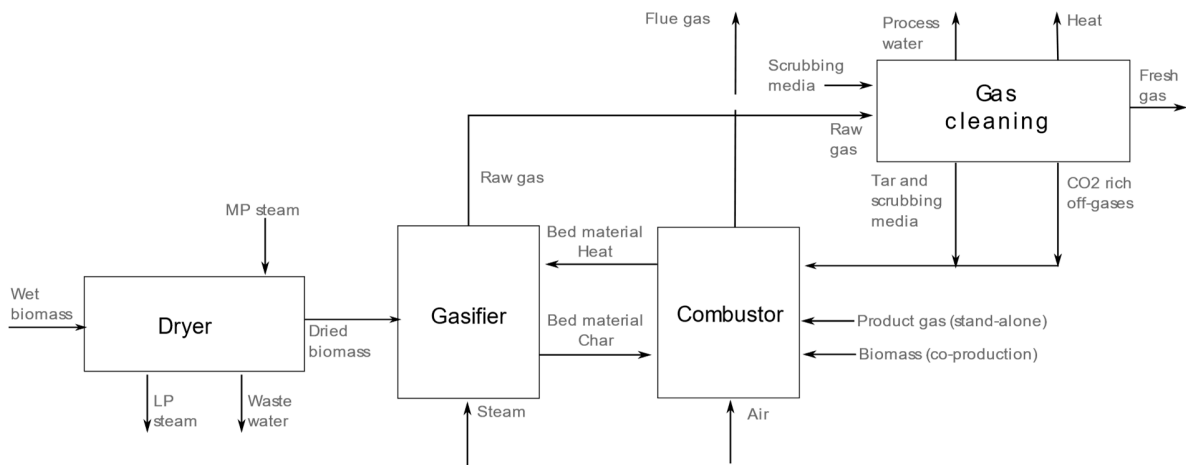 Flue gas
Process
water
Heat
Scrubbing
media
Gas
cleaning
Fresh
gas
Raw
gas
Raw gas
Tar and
scrubbing
media
CO2 rich
off-gases
MP steam
Bed material
Heat
Wet
biomass
Dryer
Dried
biomass
Gasifier
Bed material
Char
Combustor
Product gas (stand-alone)
Biomass (co-production)
LP
steam
Waste
water
Steam
Air